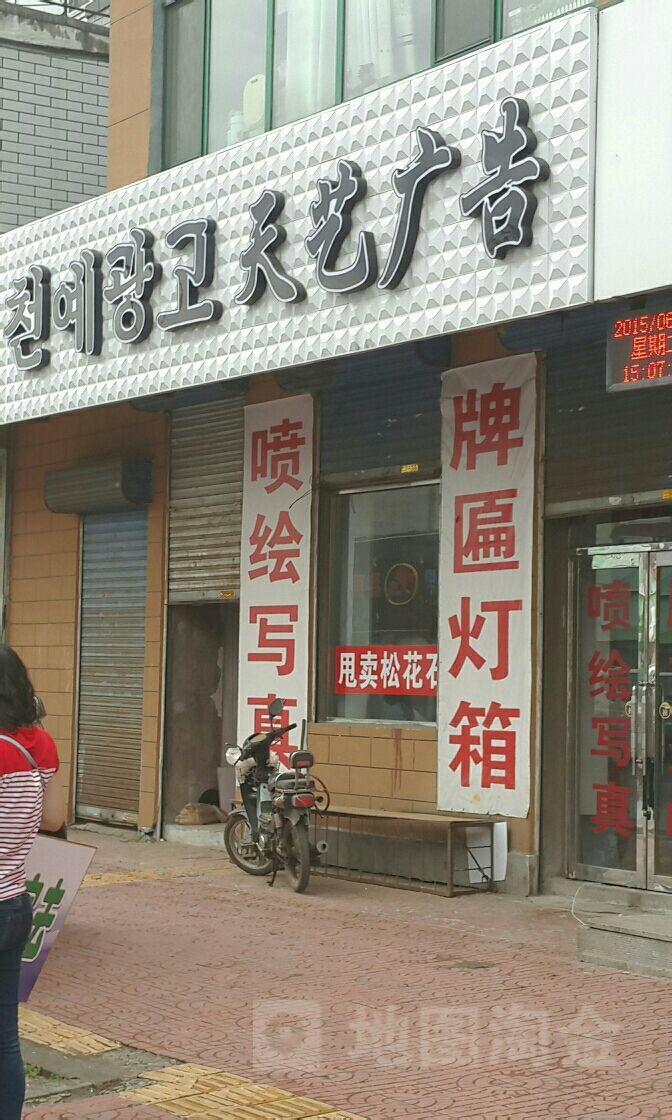 천예광고 天艺广告
2015/06
星期
15:07
喷绘写真
牌匾灯箱
甩卖松花石
喷绘写真
地图淘金